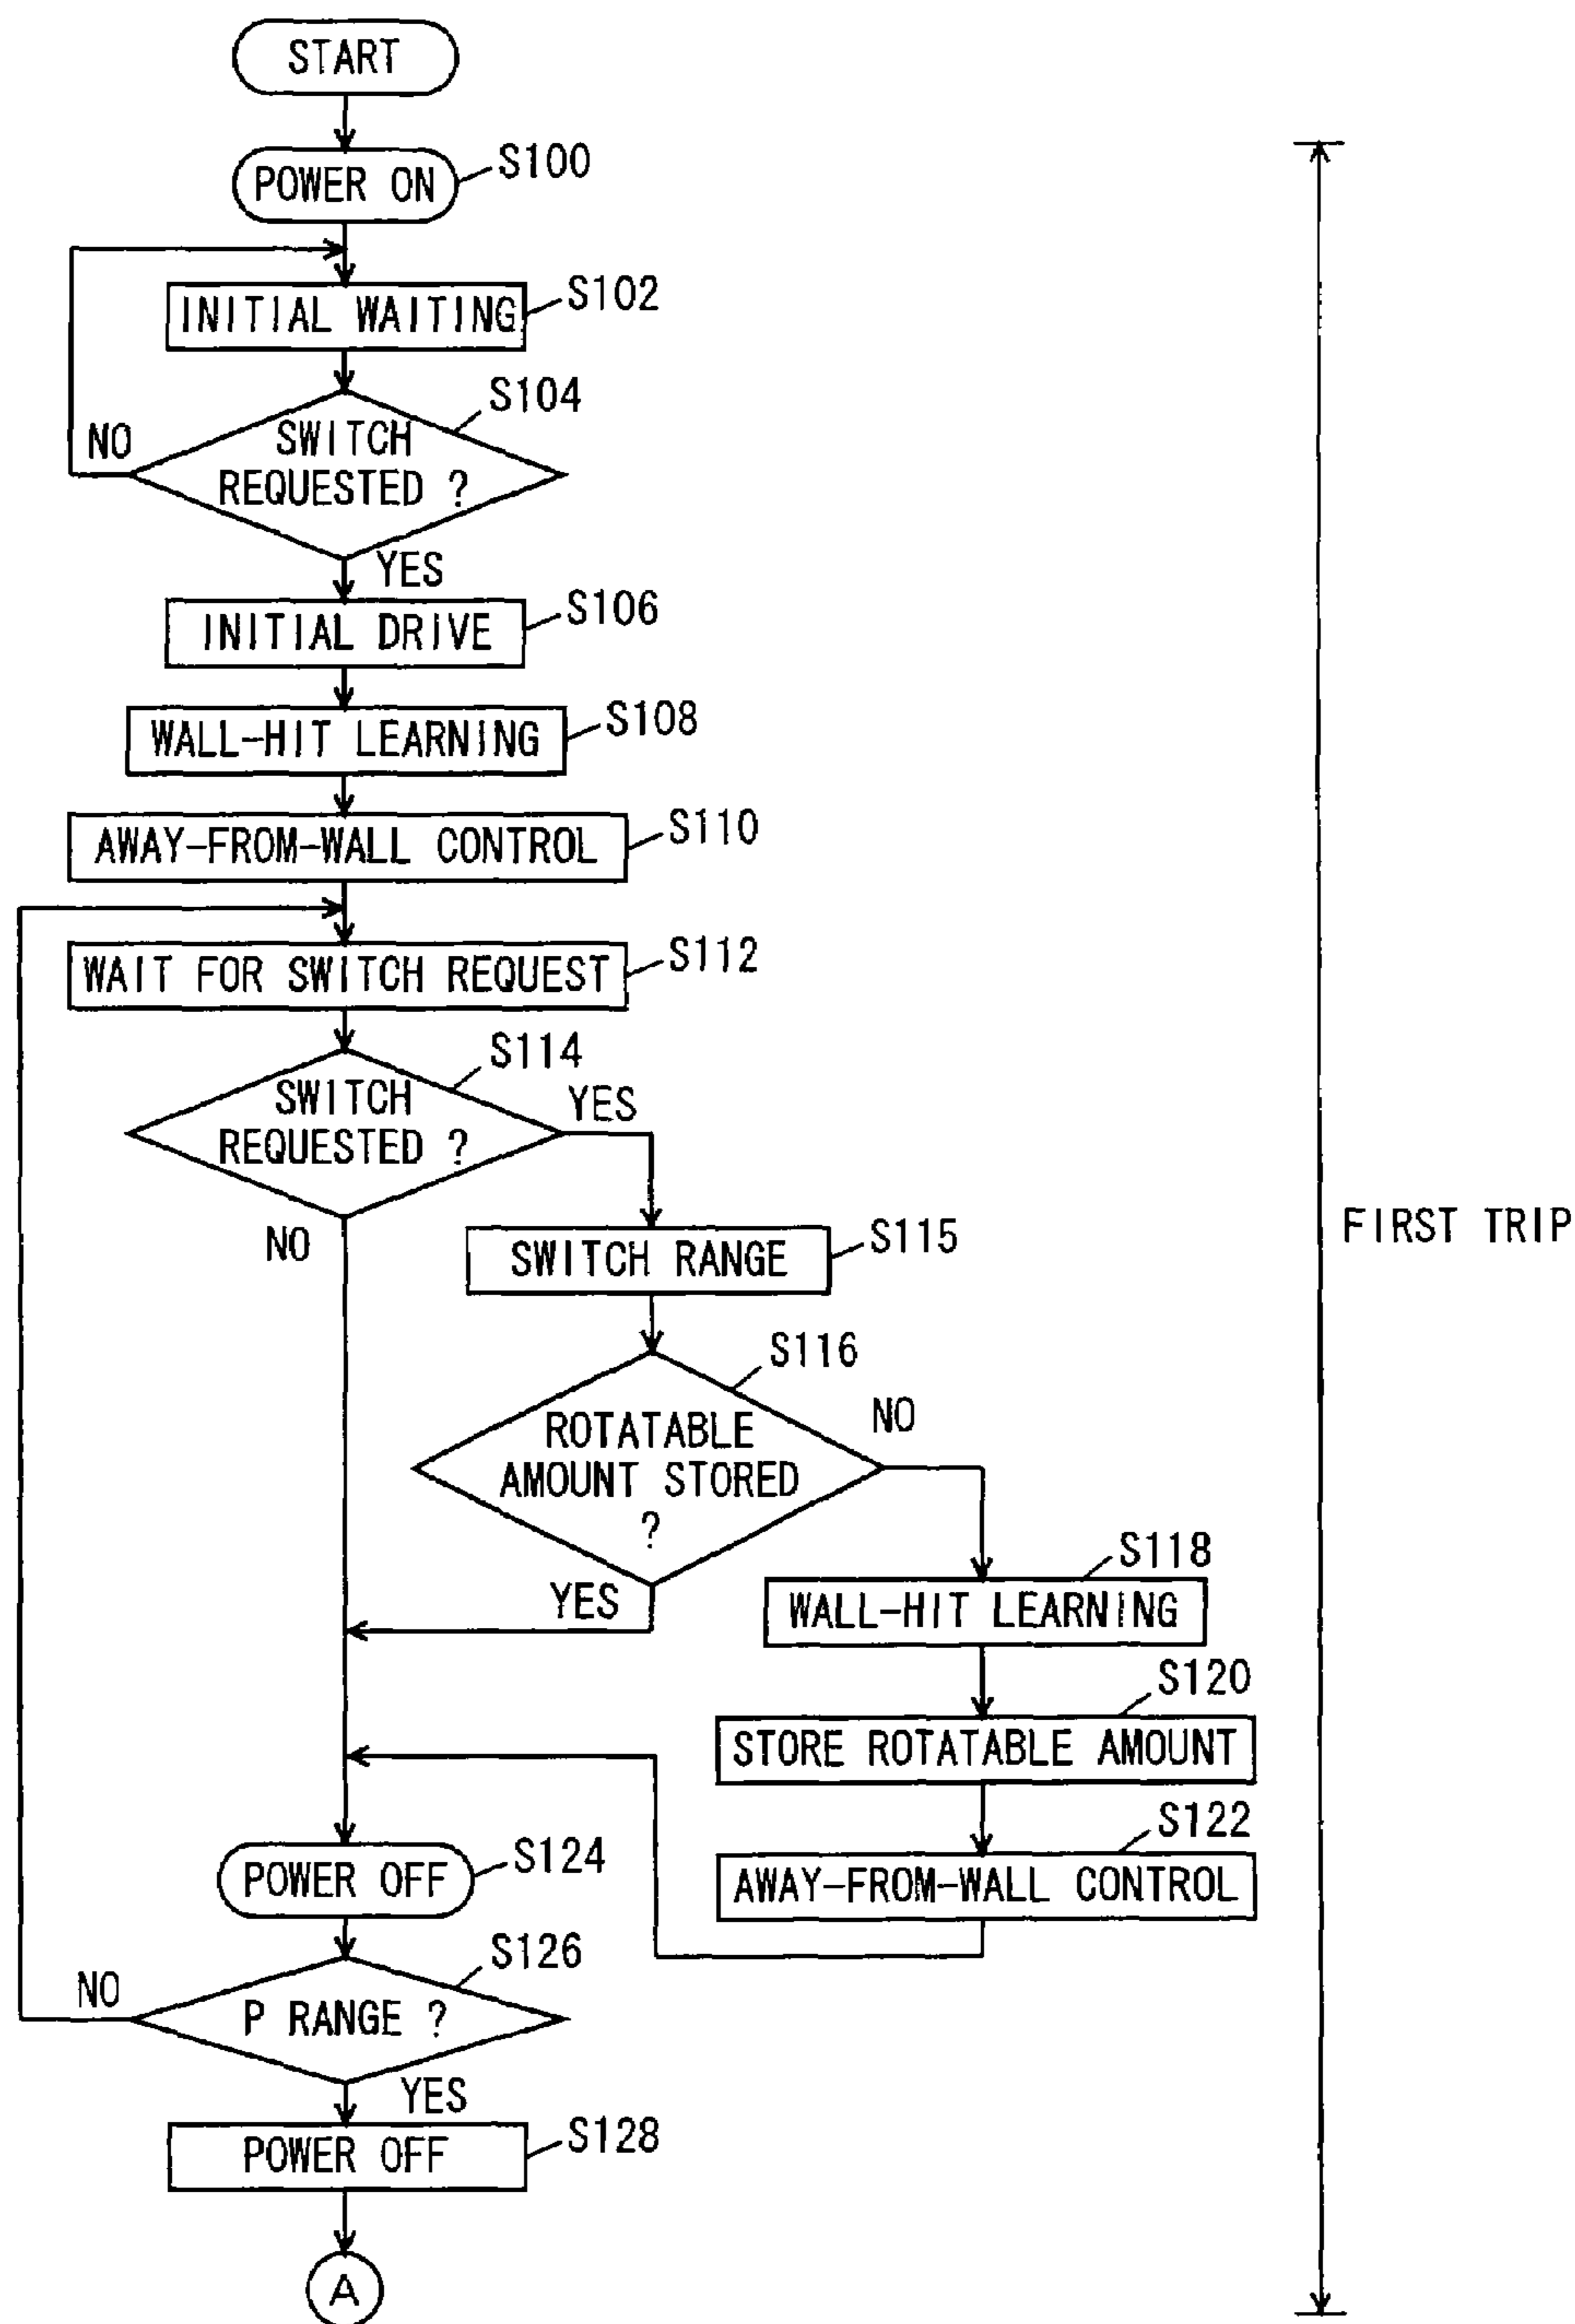 START
POWER ON
S100
INITIAL WAITING
S102
S104
SWITCH
REQUESTED ?
NO
YES
INITIAL DRIVE
S106
WALL-HIT LEARNING
S108
AWAY-FROM-WALL CONTROL
S110
WAIT FOR SWITCH REQUEST
S112
S114
SWITCH
REQUESTED ?
YES
NO
SWITCH RANGE
S115
FIRST TRIP
S116
ROTATABLE
AMOUNT STORED
?
NO
YES
S118
WALL-HIT LEARNING
S120
STORE ROTATABLE AMOUNT
S122
AWAY-FROM-WALL CONTROL
POWER OFF
S124
S126
P RANGE ?
NO
YES
POWER OFF
S128
A